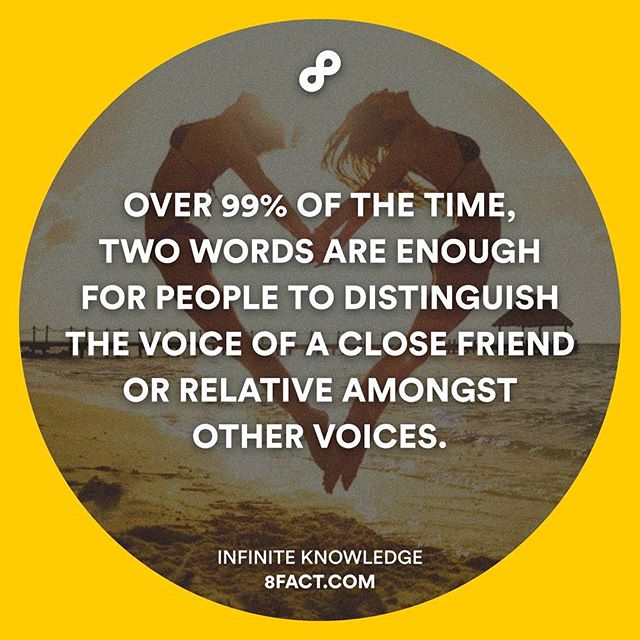 OVER 99% OF THE TIME,
TWO WORDS ARE ENOUGH
FOR PEOPLE TO DISTINGUISH
THE VOICE OF A CLOSE FRIEND
OR RELATIVE AMONGST
OTHER VOICES.
INFINITE KNOWLEDGE
8FACT.COM